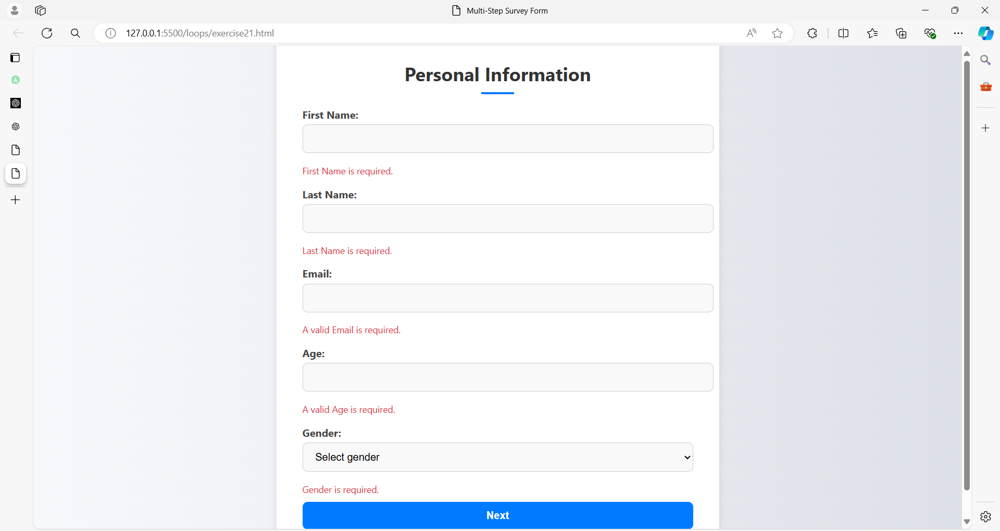 Multi-Step Survey Form
127.0.0.1:5500/loops/exercise21.html
Personal Information
First Name:
First Name is required.
Last Name:
Last Name is required.
Email:
A valid Email is required.
Age:
A valid Age is required.
Gender:
Select gender
Gender is required.
Next